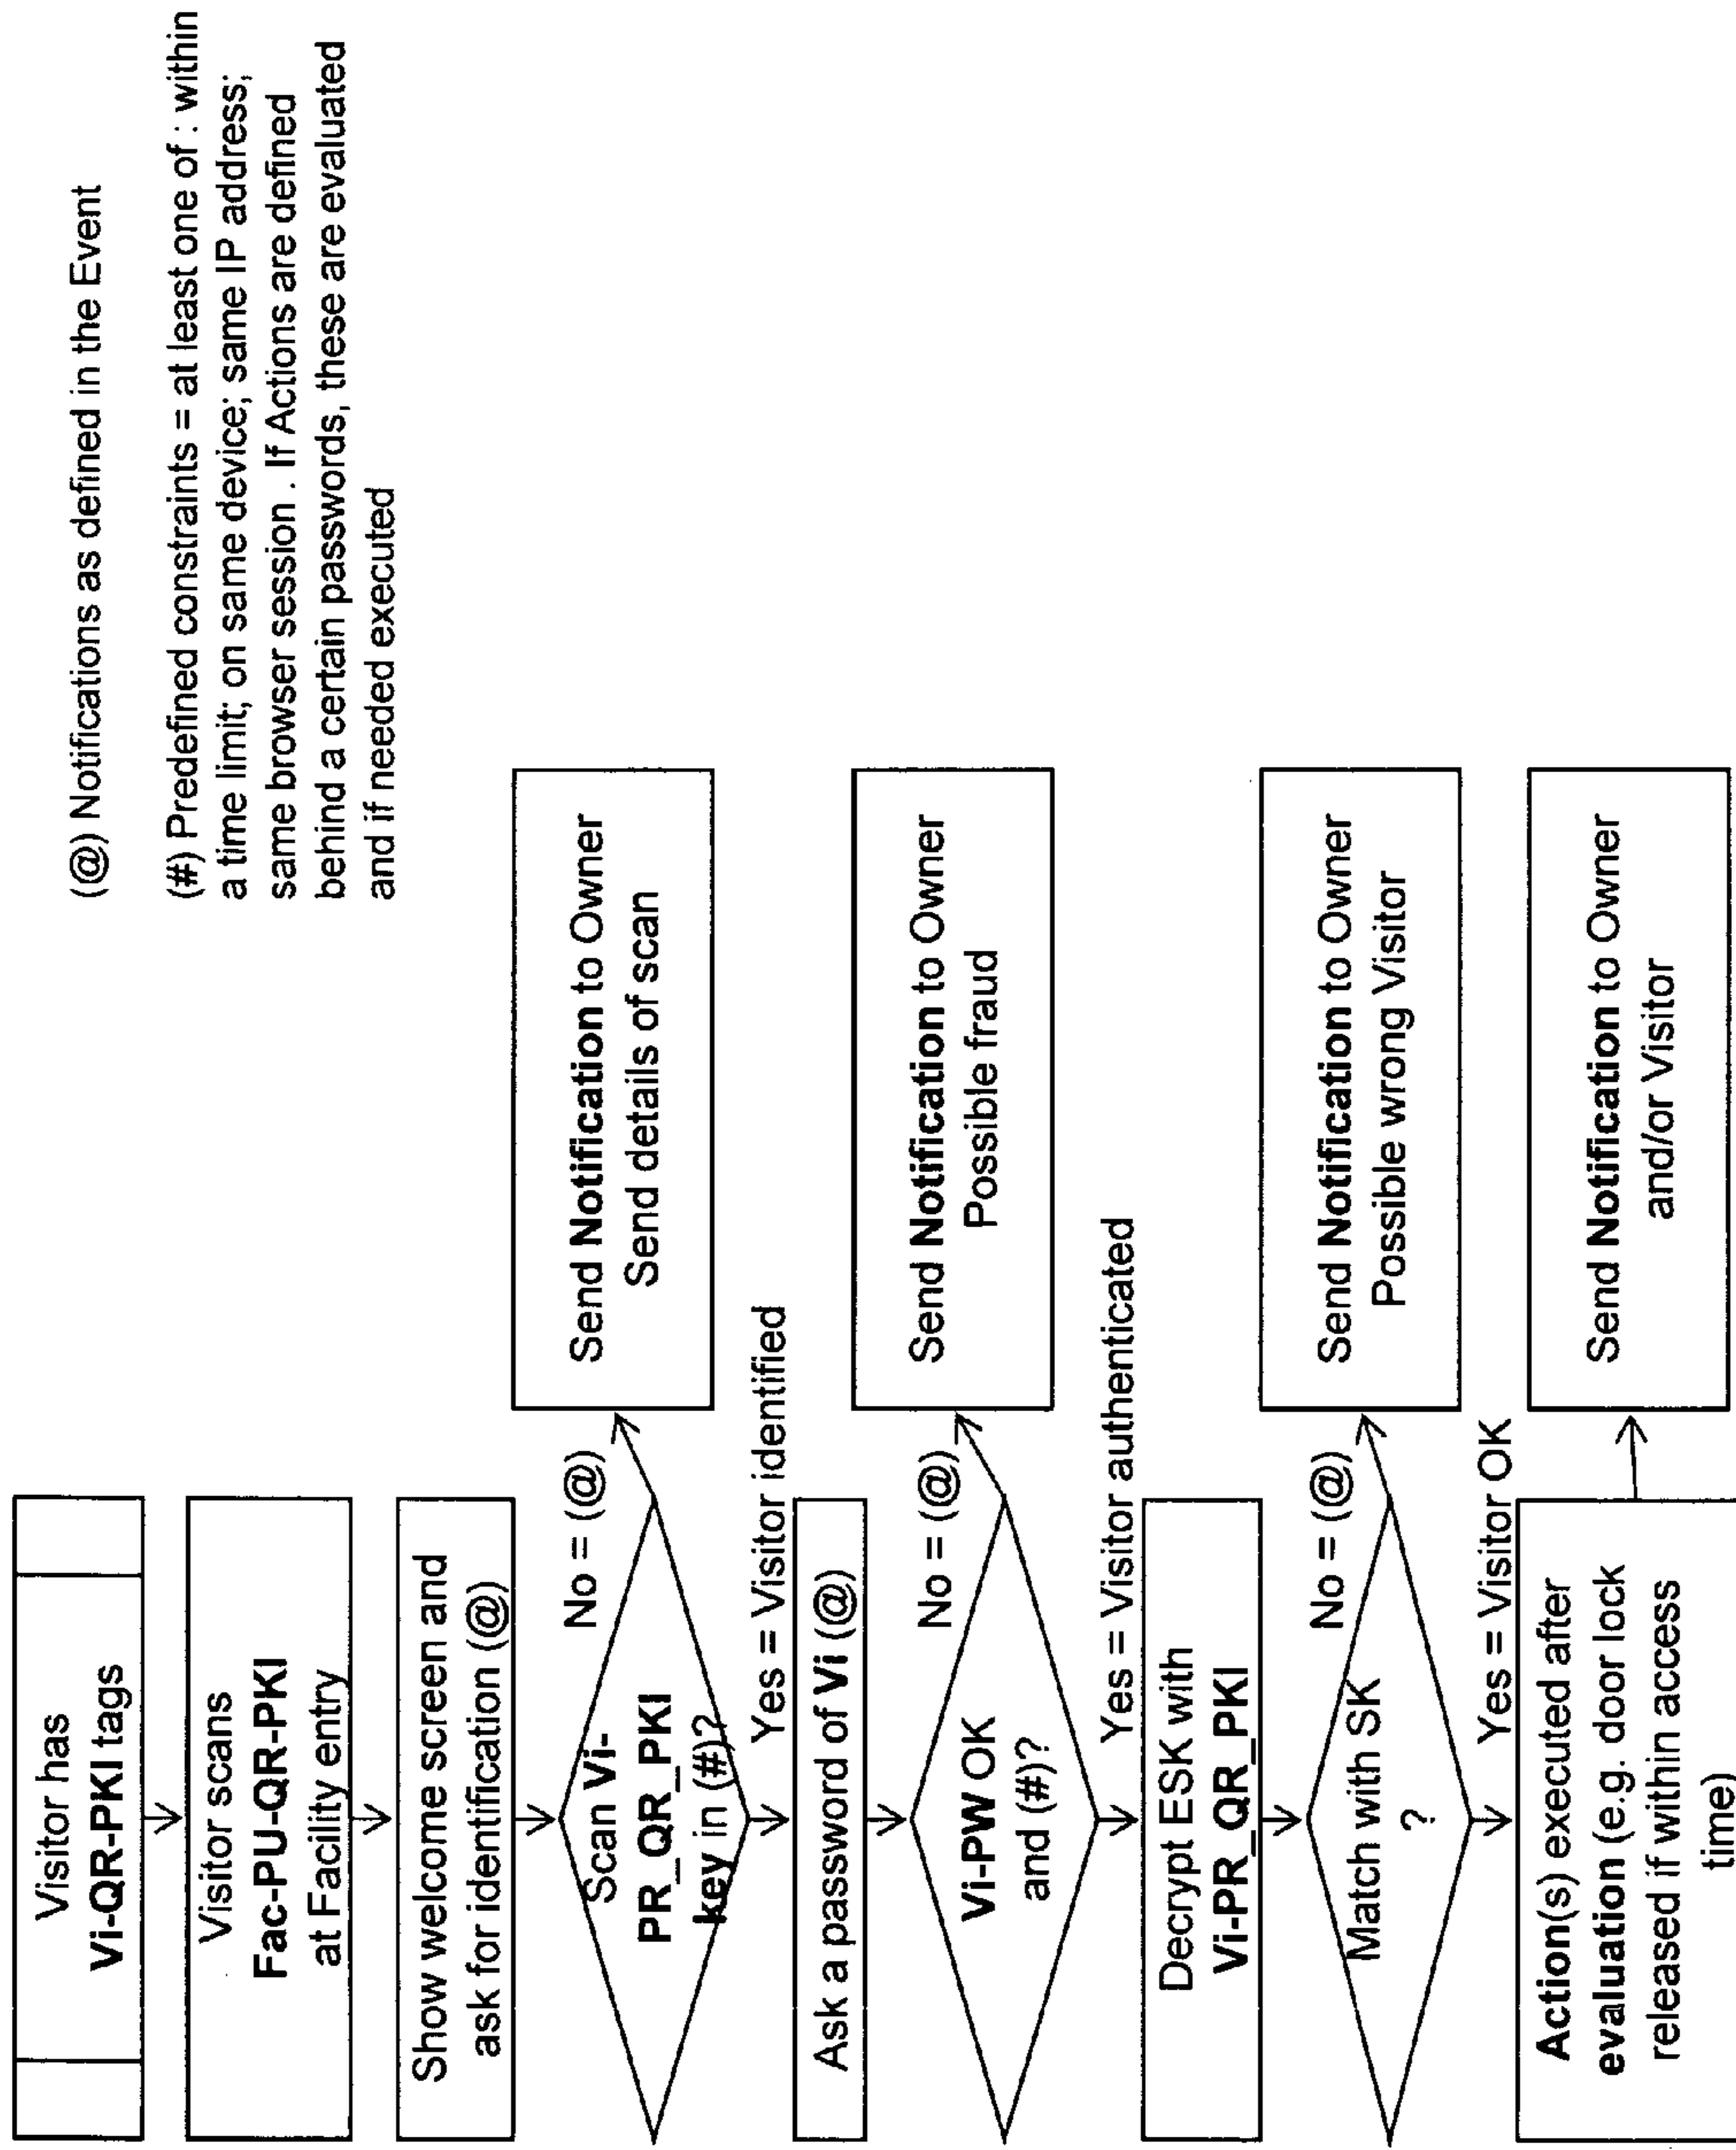 Visitor has
Vi-QR-PKI tags
Visitor scans
Fac-PU-QR-PKI
at Facility entry
Show welcome screen and
ask for identification (@)
Scan Vi-
PR_QR_PKI
key in (#)?
No = (@)
Send Notification to Owner
Send details of scan
Yes = Visitor identified
Ask a password of Vi (@)
Vi-PW OK
and (#)?
No = (@)
Send Notification to Owner
Possible fraud
Yes = Visitor authenticated
Decrypt ESK with
Vi-PR_QR_PKI
Match with SK
?
No = (@)
Send Notification to Owner
Possible wrong Visitor
Yes = Visitor OK
Action(s) executed after
evaluation (e.g. door lock
released if within access
time)
Send Notification to Owner
and/or Visitor
(@) Notifications as defined in the Event
(#) Predefined constraints = at least one of : within
a time limit; on same device; same IP address;
same browser session . If Actions are defined
behind a certain passwords, these are evaluated
and if needed executed